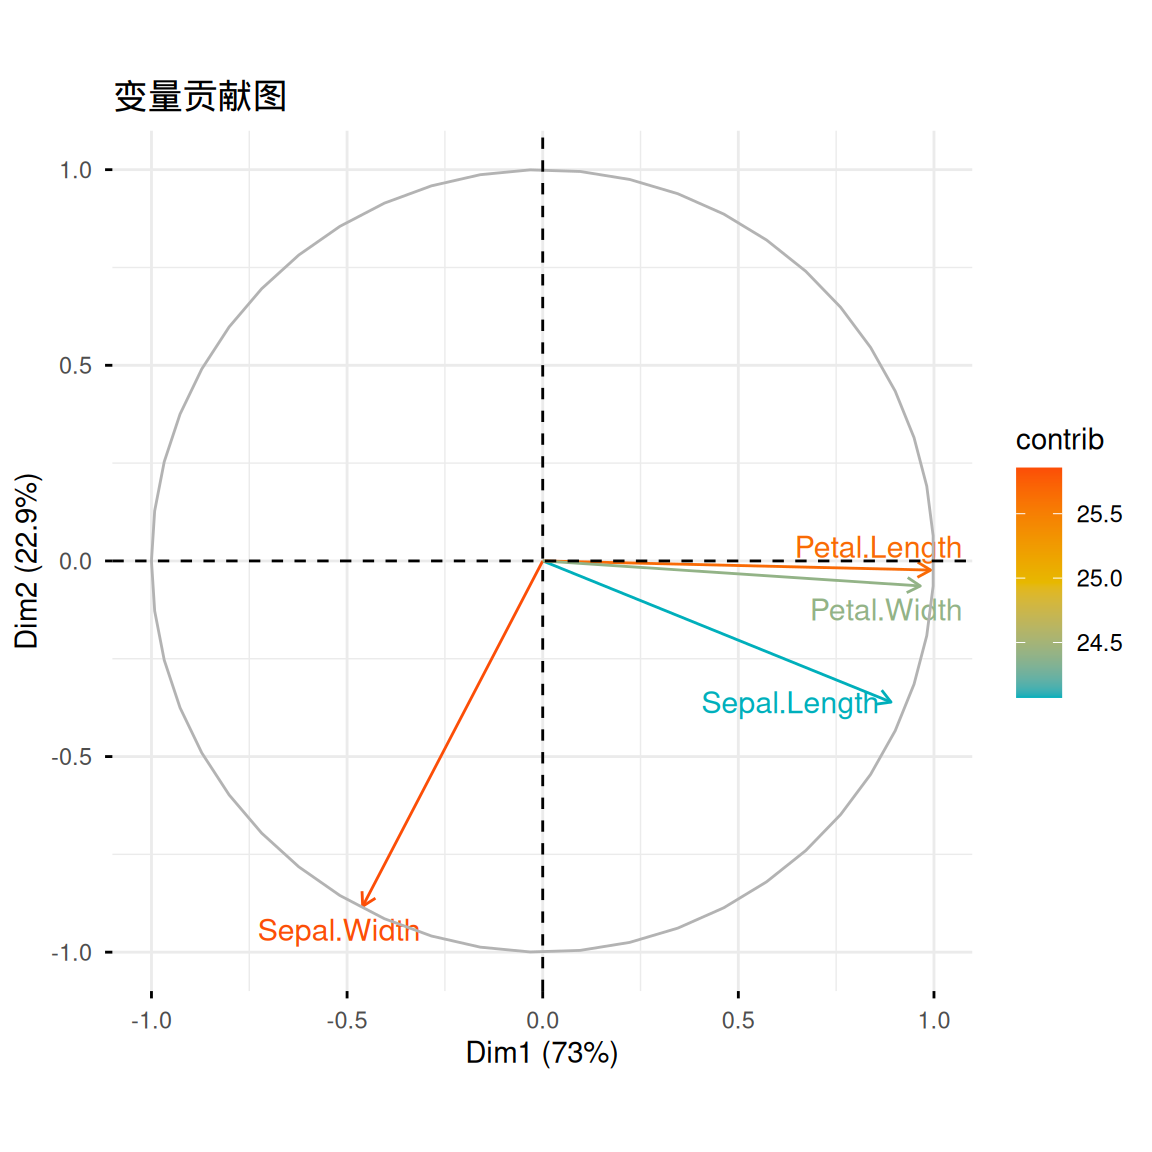 变量贡献图
1.0
0.5
0.0
-0.5
-1.0
Dim2 (22.9%)
Petal.Length
Petal.Width
Sepal.Length
Sepal.Width
-1.0
-0.5
0.0
0.5
1.0
Dim1 (73%)
contrib
25.5
25.0
24.5